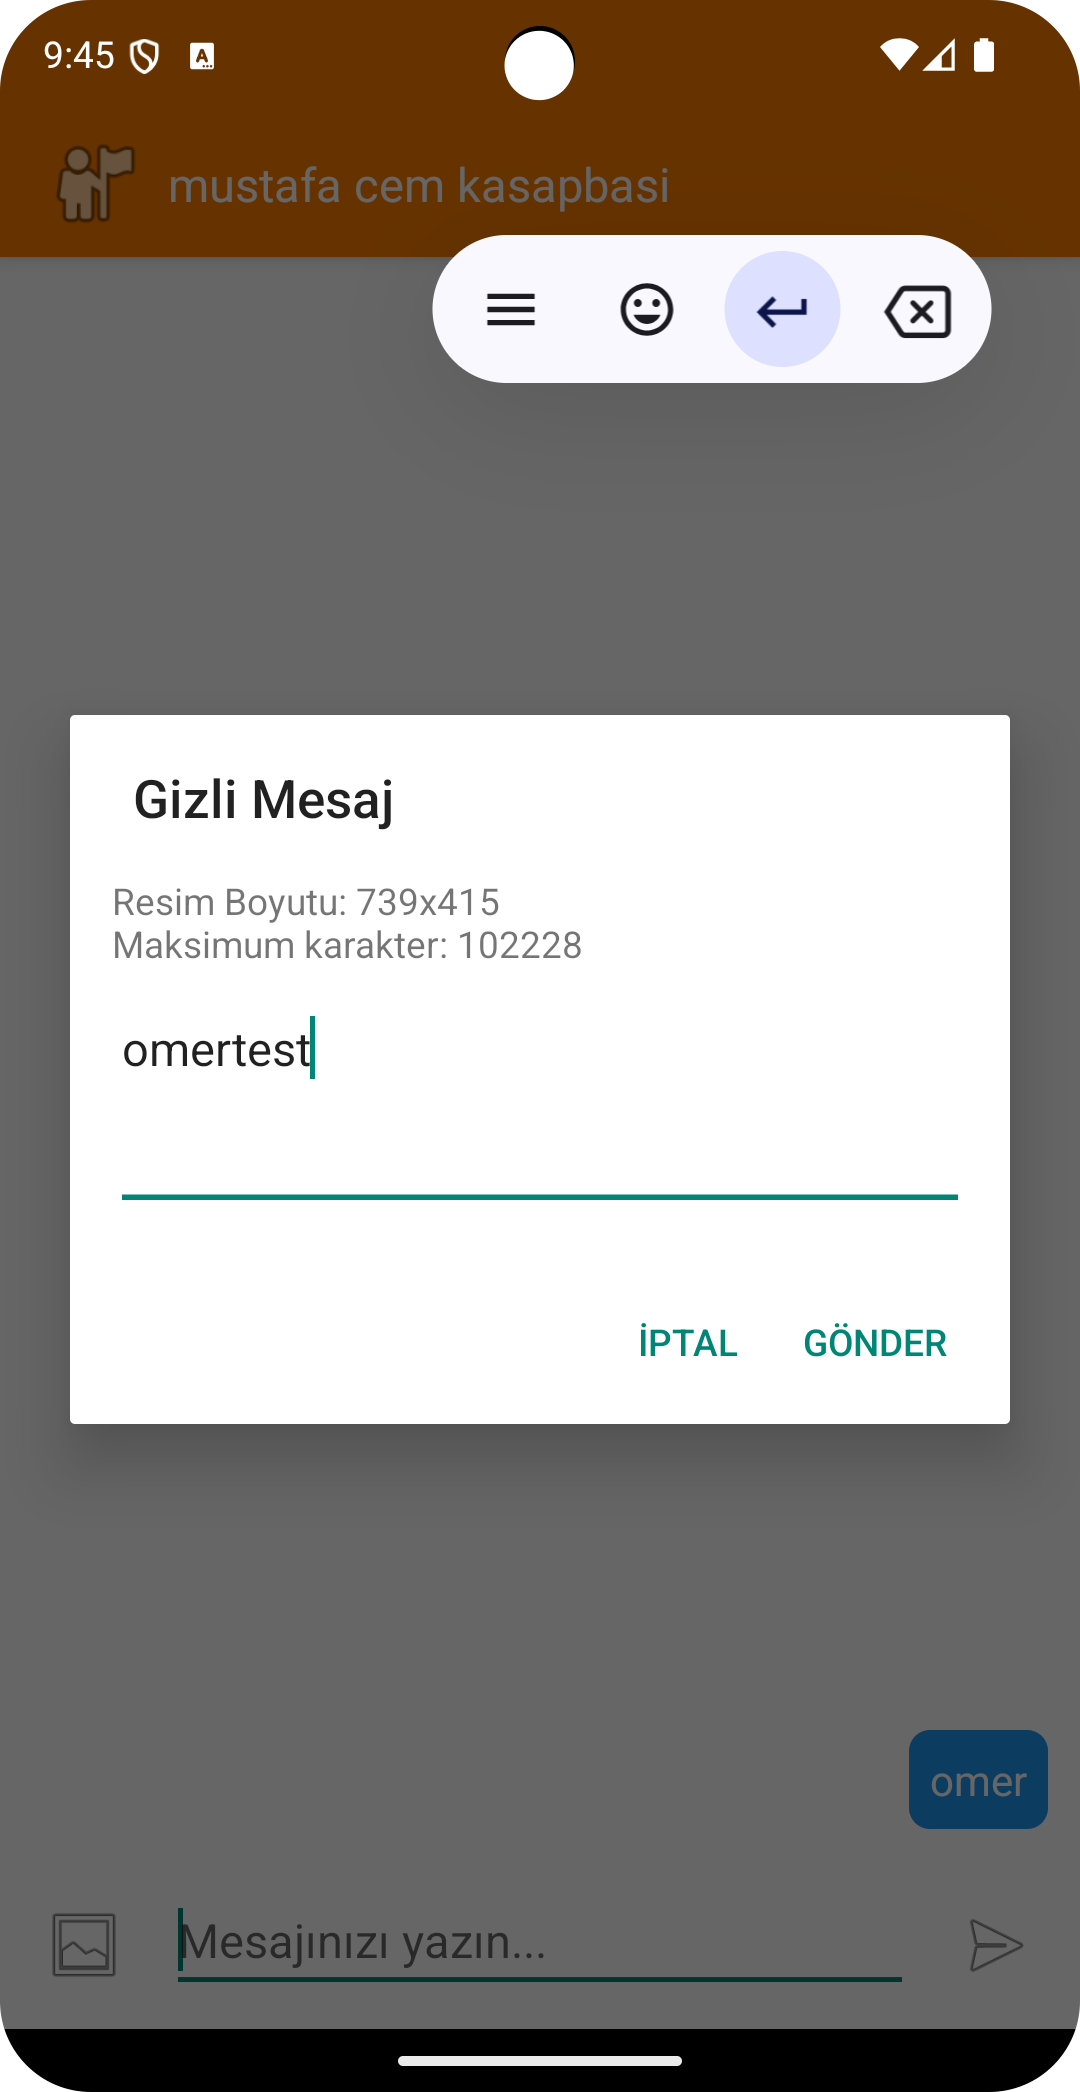 9:45
mustafa cem kasapbasi
Gizli Mesaj
Resim Boyutu: 739x415
Maksimum karakter: 102228
omertest
İPTAL GÖNDER
omer
Mesajınızı yazın...